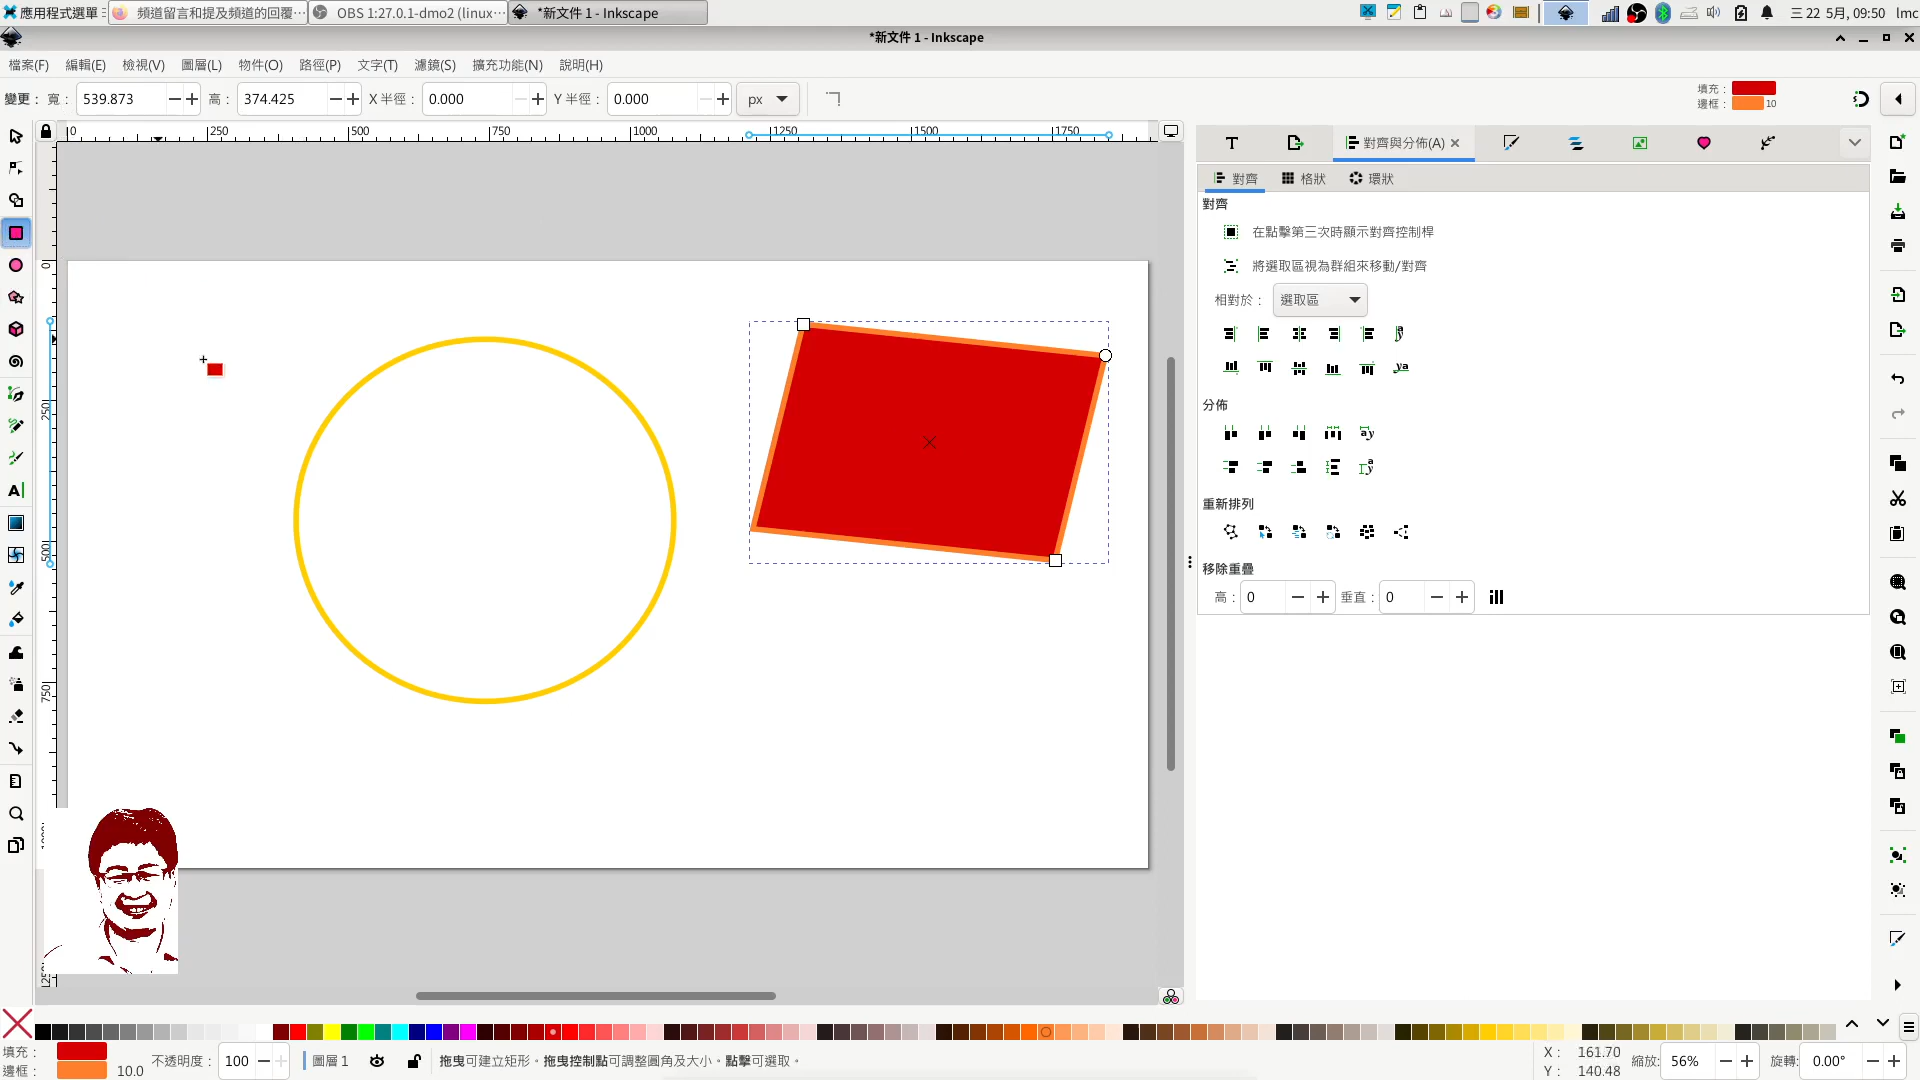 應用程式選單
頻道留言和提及頻道的回覆…
OBS 1:27.0.1-dmo2 (linux…
*新文件 1 - Inkscape
三 22 5月, 09:50
lmc
*新文件 1 - Inkscape
檔案(F) 編輯(E) 檢視(V) 圖層(L) 物件(O) 路徑(P) 文字(T) 濾鏡(S) 擴充功能(N) 說明(H)
變更： 寬： 539.873 高： 374.425 X 半徑： 0.000 Y 半徑： 0.000 px
填充：
邊框： 10
0 250 500 750 1000 1250 1500 1750
0
250
500
750
對齊與分佈(A)
對齊 格狀 環狀
對齊
在點擊第三次時顯示對齊控制桿
將選取區視為群組來移動/對齊
相對於： 選取區
分佈
重新排列
移除重疊
高： 0 垂直： 0
填充：
邊框： 10.0
不透明度： 100
圖層 1
拖曳可建立矩形。拖曳控制點可調整圓角及大小。點擊可選取。
X： 161.70
Y： 140.48
縮放: 56%
旋轉: 0.00°